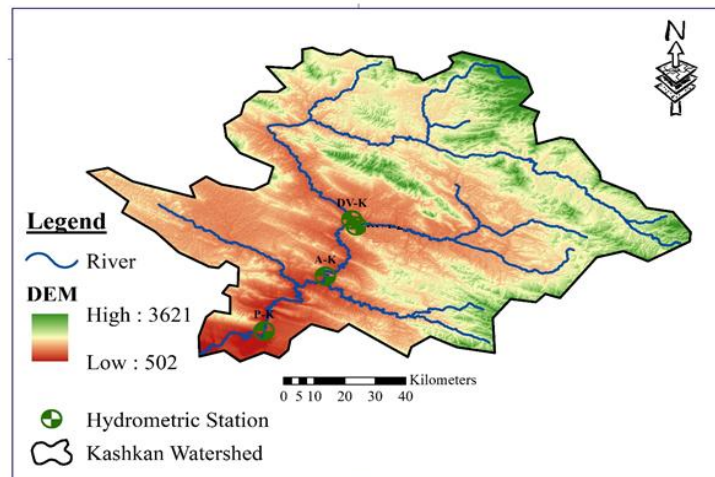 N
DV-K
A-K
P-K
Legend
River
DEM
High : 3621
Low : 502
Kilometers
0 5 10 20 30 40
Hydrometric Station
Kashkan Watershed